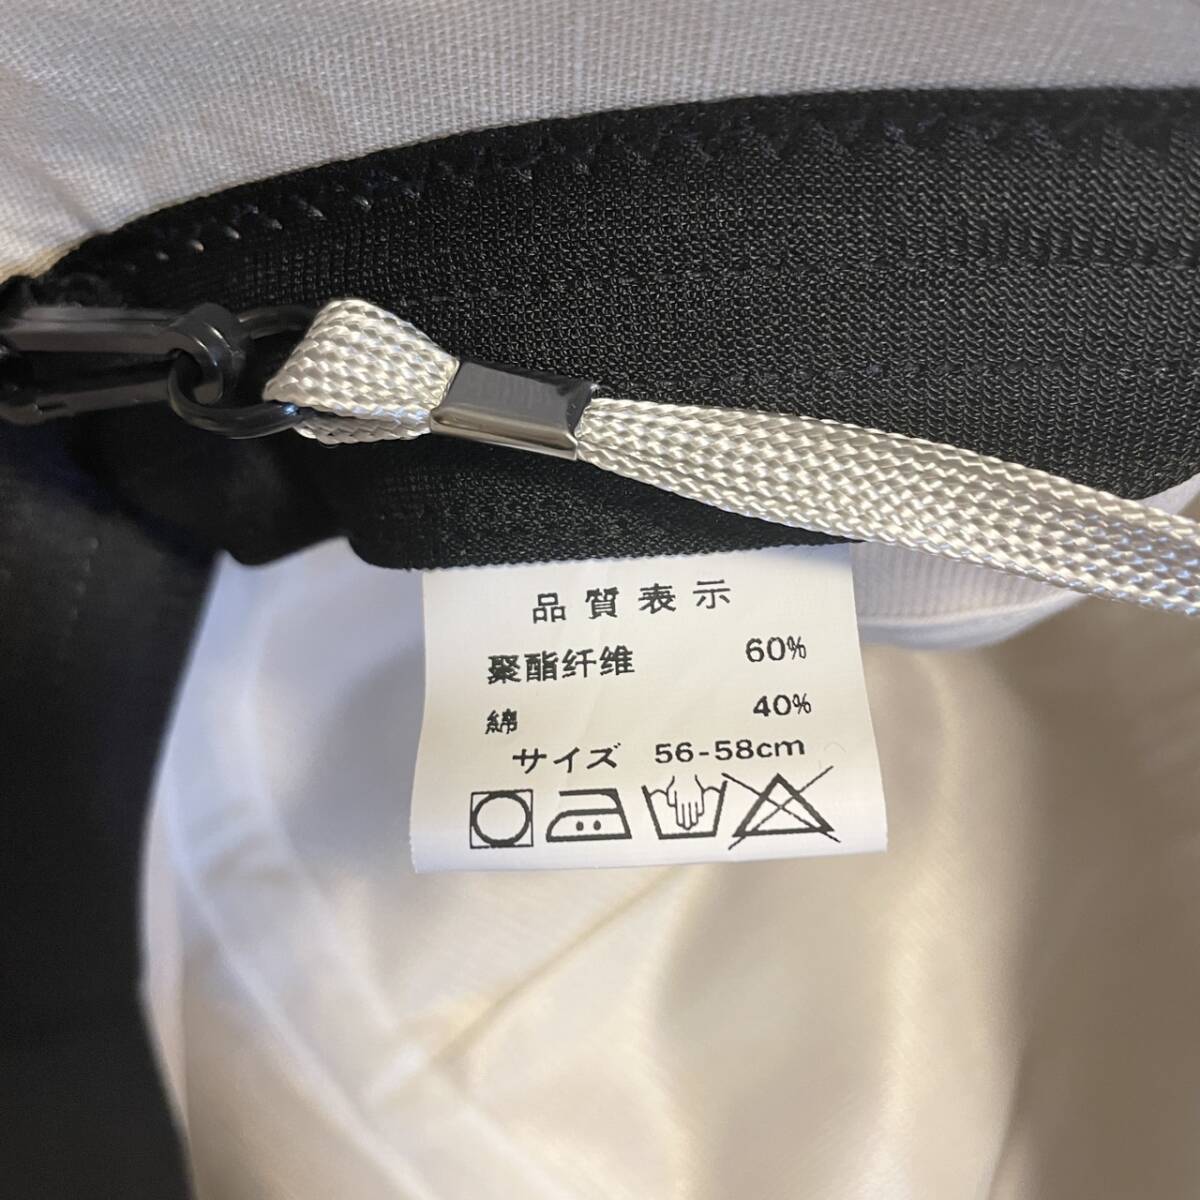 品質表示
聚酯纤维 60%
綿 40%
サイズ 56-58cm